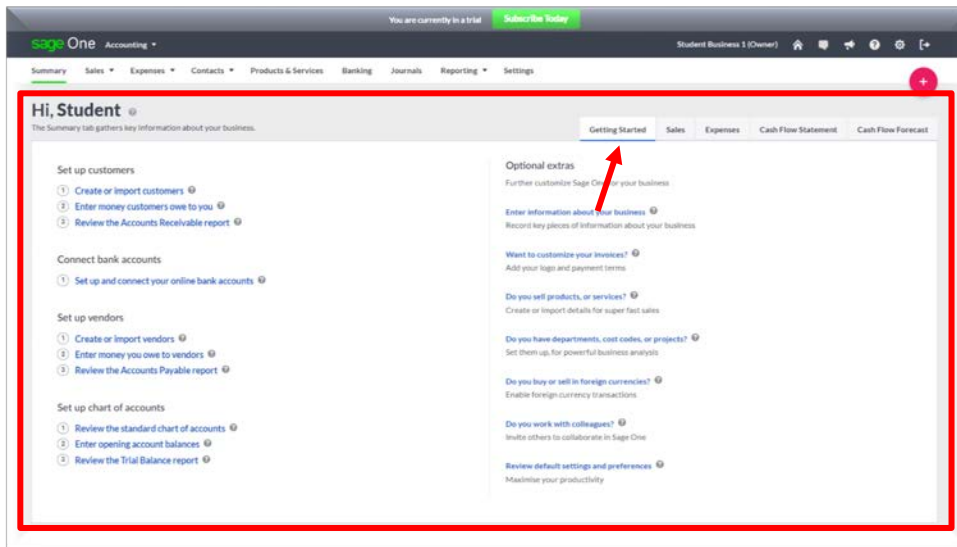 You are currently in a trial Subscribe Today
sage One Accounting Student Business 1 (Owner)
Summary Sales Expenses Contacts Products & Services Banking Journals Reporting Settings
+
Hi, Student
The Summary tab gathers key information about your business.
Getting Started Sales Expenses Cash Flow Statement Cash Flow Forecast
Set up customers
1 Create or import customers
2 Enter money customers owe to you
3 Review the Accounts Receivable report
Connect bank accounts
1 Set up and connect your online bank accounts
Set up vendors
1 Create or import vendors
2 Enter money you owe to vendors
3 Review the Accounts Payable report
Set up chart of accounts
1 Review the standard chart of accounts
2 Enter opening account balances
3 Review the Trial Balance report
Optional extras
Further customize Sage One for your business
Enter information about your business
Record key pieces of information about your business
Want to customize your invoices?
Add your logo and payment terms
Do you sell products, or services?
Create or import details for super fast sales
Do you have departments, cost codes, or projects?
Set them up, for powerful business analysis
Do you buy or sell in foreign currencies?
Enable foreign currency transactions
Do you work with colleagues?
Invite others to collaborate in Sage One
Review default settings and preferences
Maximise your productivity